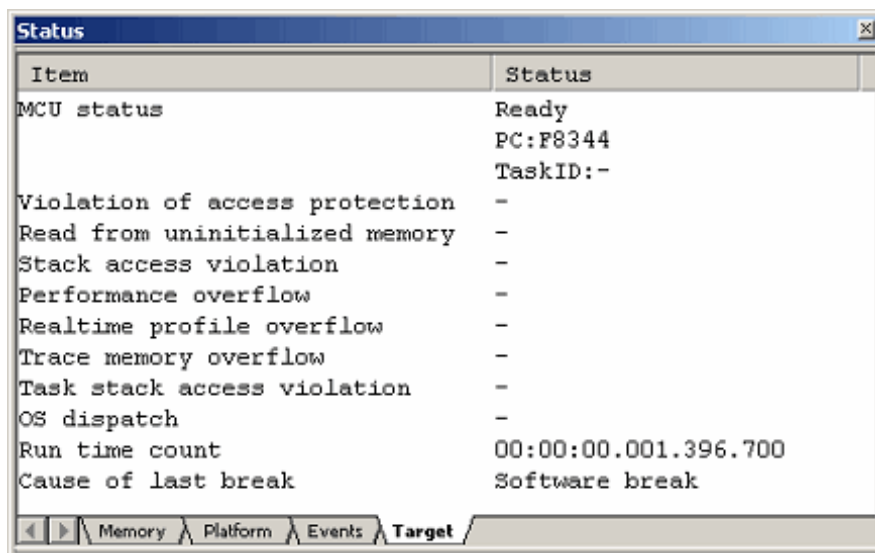 Status
Item Status
MCU status Ready
PC:F8344
TaskID:-
Violation of access protection -
Read from uninitialized memory -
Stack access violation -
Performance overflow -
Realtime profile overflow -
Trace memory overflow -
Task stack access violation -
OS dispatch -
Run time count 00:00:00.001.396.700
Cause of last break Software break
Memory Platform Events Target